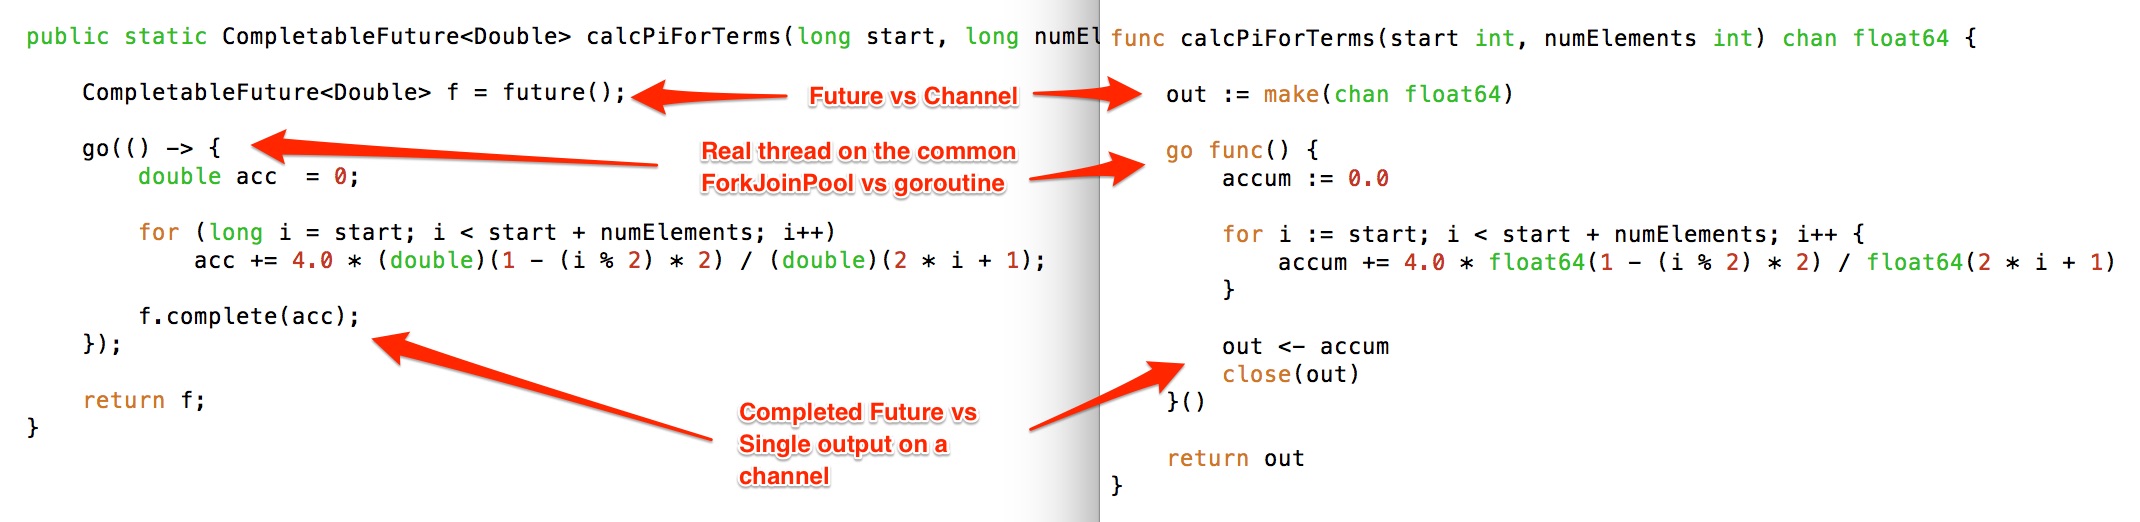 public static CompletableFuture<Double> calcPiForTerms(long start, long numEl
CompletableFuture<Double> f = future();
go(() -> {
double acc  = 0;
for (long i = start; i < start + numElements; i++)
acc += 4.0 * (double)(1 - (i % 2) * 2) / (double)(2 * i + 1);
f.complete(acc);
});
return f;
}
Future vs Channel
Real thread on the common
ForkJoinPool vs goroutine
Completed Future vs
Single output on a
channel
func calcPiForTerms(start int, numElements int) chan float64 {
out := make(chan float64)
go func() {
accum := 0.0
for i := start; i < start + numElements; i++ {
accum += 4.0 * float64(1 - (i % 2) * 2) / float64(2 * i + 1)
}
out <- accum
close(out)
}()
return out
}